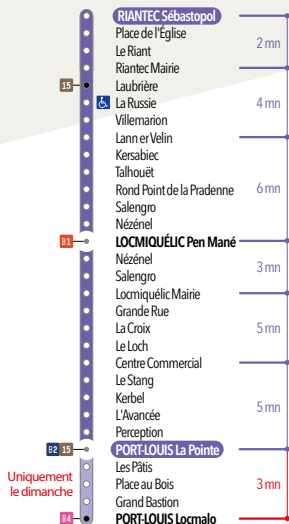 RIANTEC Sébastopol
Place de l'Église
2 mn
Le Riant
Riantec Mairie
15 Laubrière
La Russie
4 mn
Villemarion
Lann er Velin
Kersabiec
Talhouët
Rond Point de la Pradenne
6 mn
Salengro
Nézénel
B1 LOCMIQUÉLIC Pen Mané
Nézénel
3 mn
Salengro
Locmiquélic Mairie
Grande Rue
La Croix
5 mn
Le Loch
Centre Commercial
Le Stang
Kerbel
5 mn
L'Avancée
Perception
B2 15 PORT-LOUIS La Pointe
Les Pâtis
Uniquement
le dimanche
Place au Bois
3 mn
Grand Bastion
B4 PORT-LOUIS Locmalo